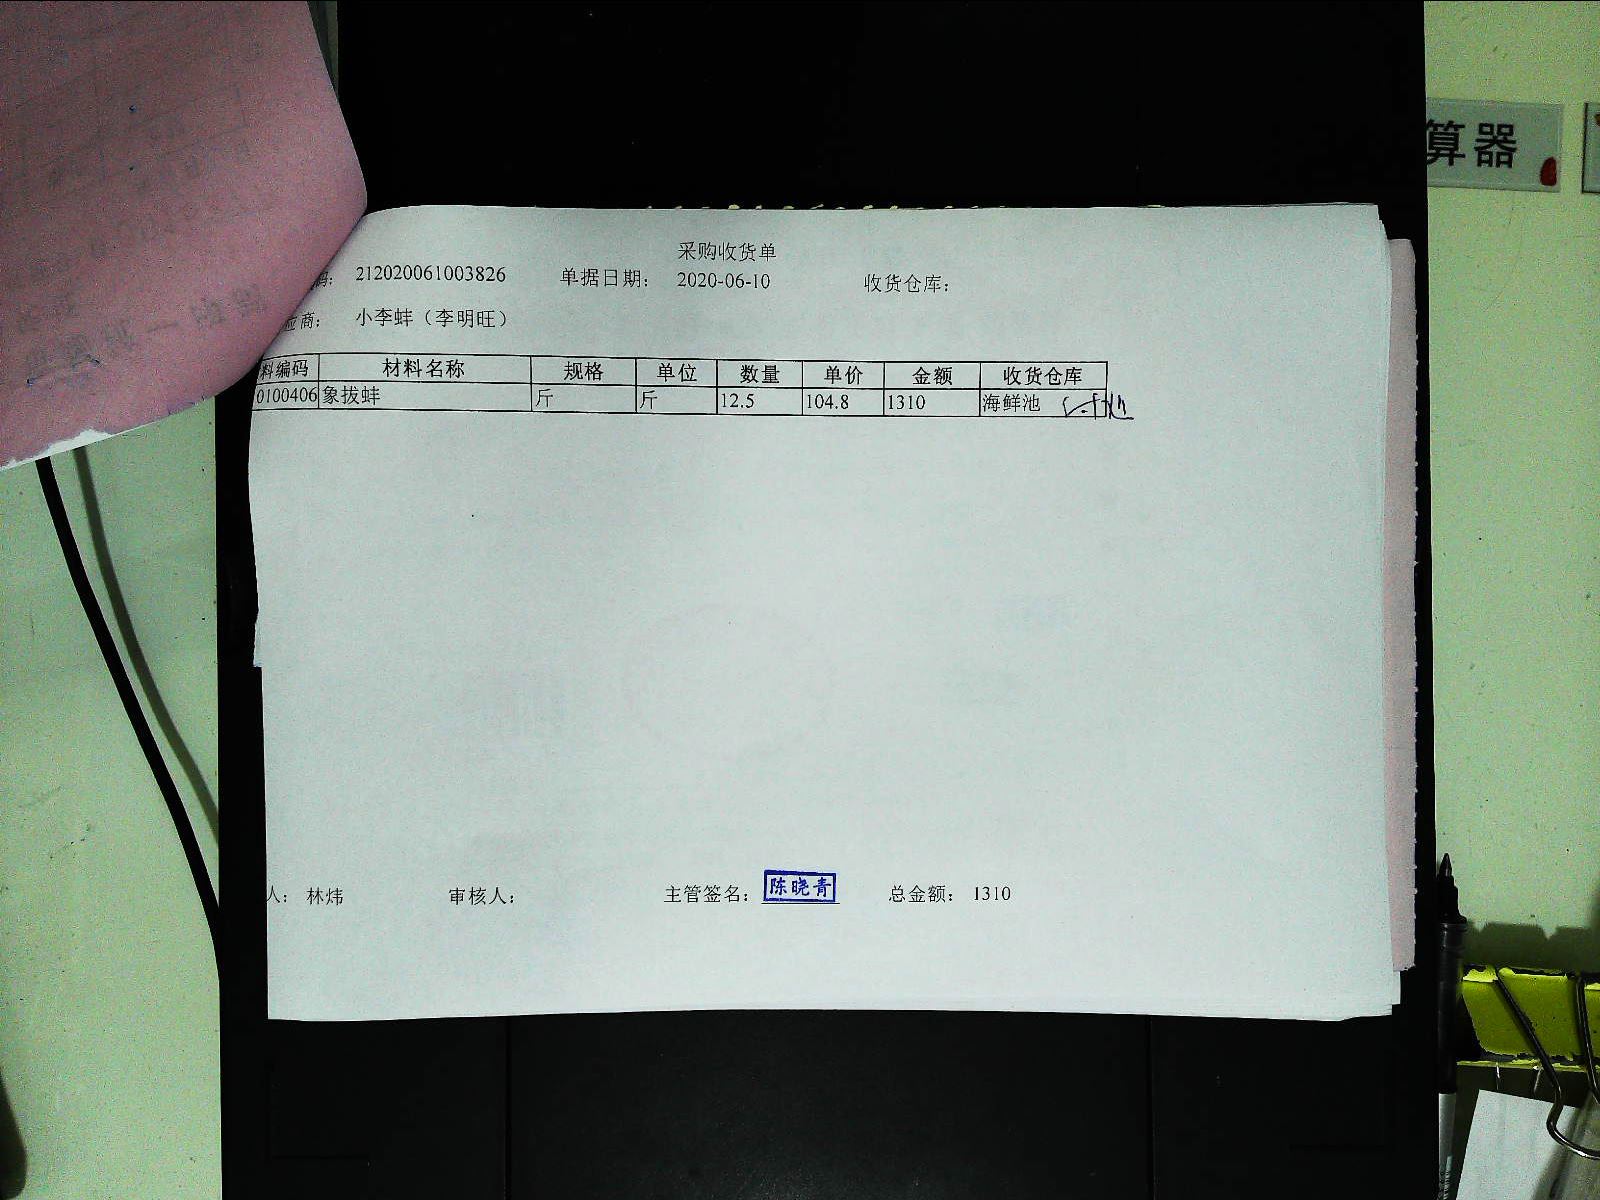 算器
采购收货单
码： 212020061003826 单据日期： 2020-06-10 收货仓库：
应商： 小李蚌（李明旺）
料编码 材料名称 规格 单位 数量 单价 金额 收货仓库
0100406 象拔蚌 斤 斤 12.5 104.8 1310 海鲜池
人： 林炜 审核人： 主管签名： 陈晓青 总金额： 1310